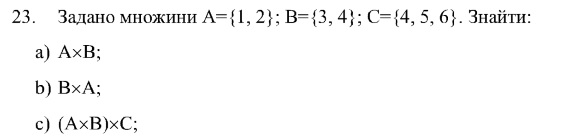 23. Задано множини A={1, 2}; B={3, 4}; C={4, 5, 6}. Знайти:
a) A×B;
b) B×A;
c) (A×B)×C;